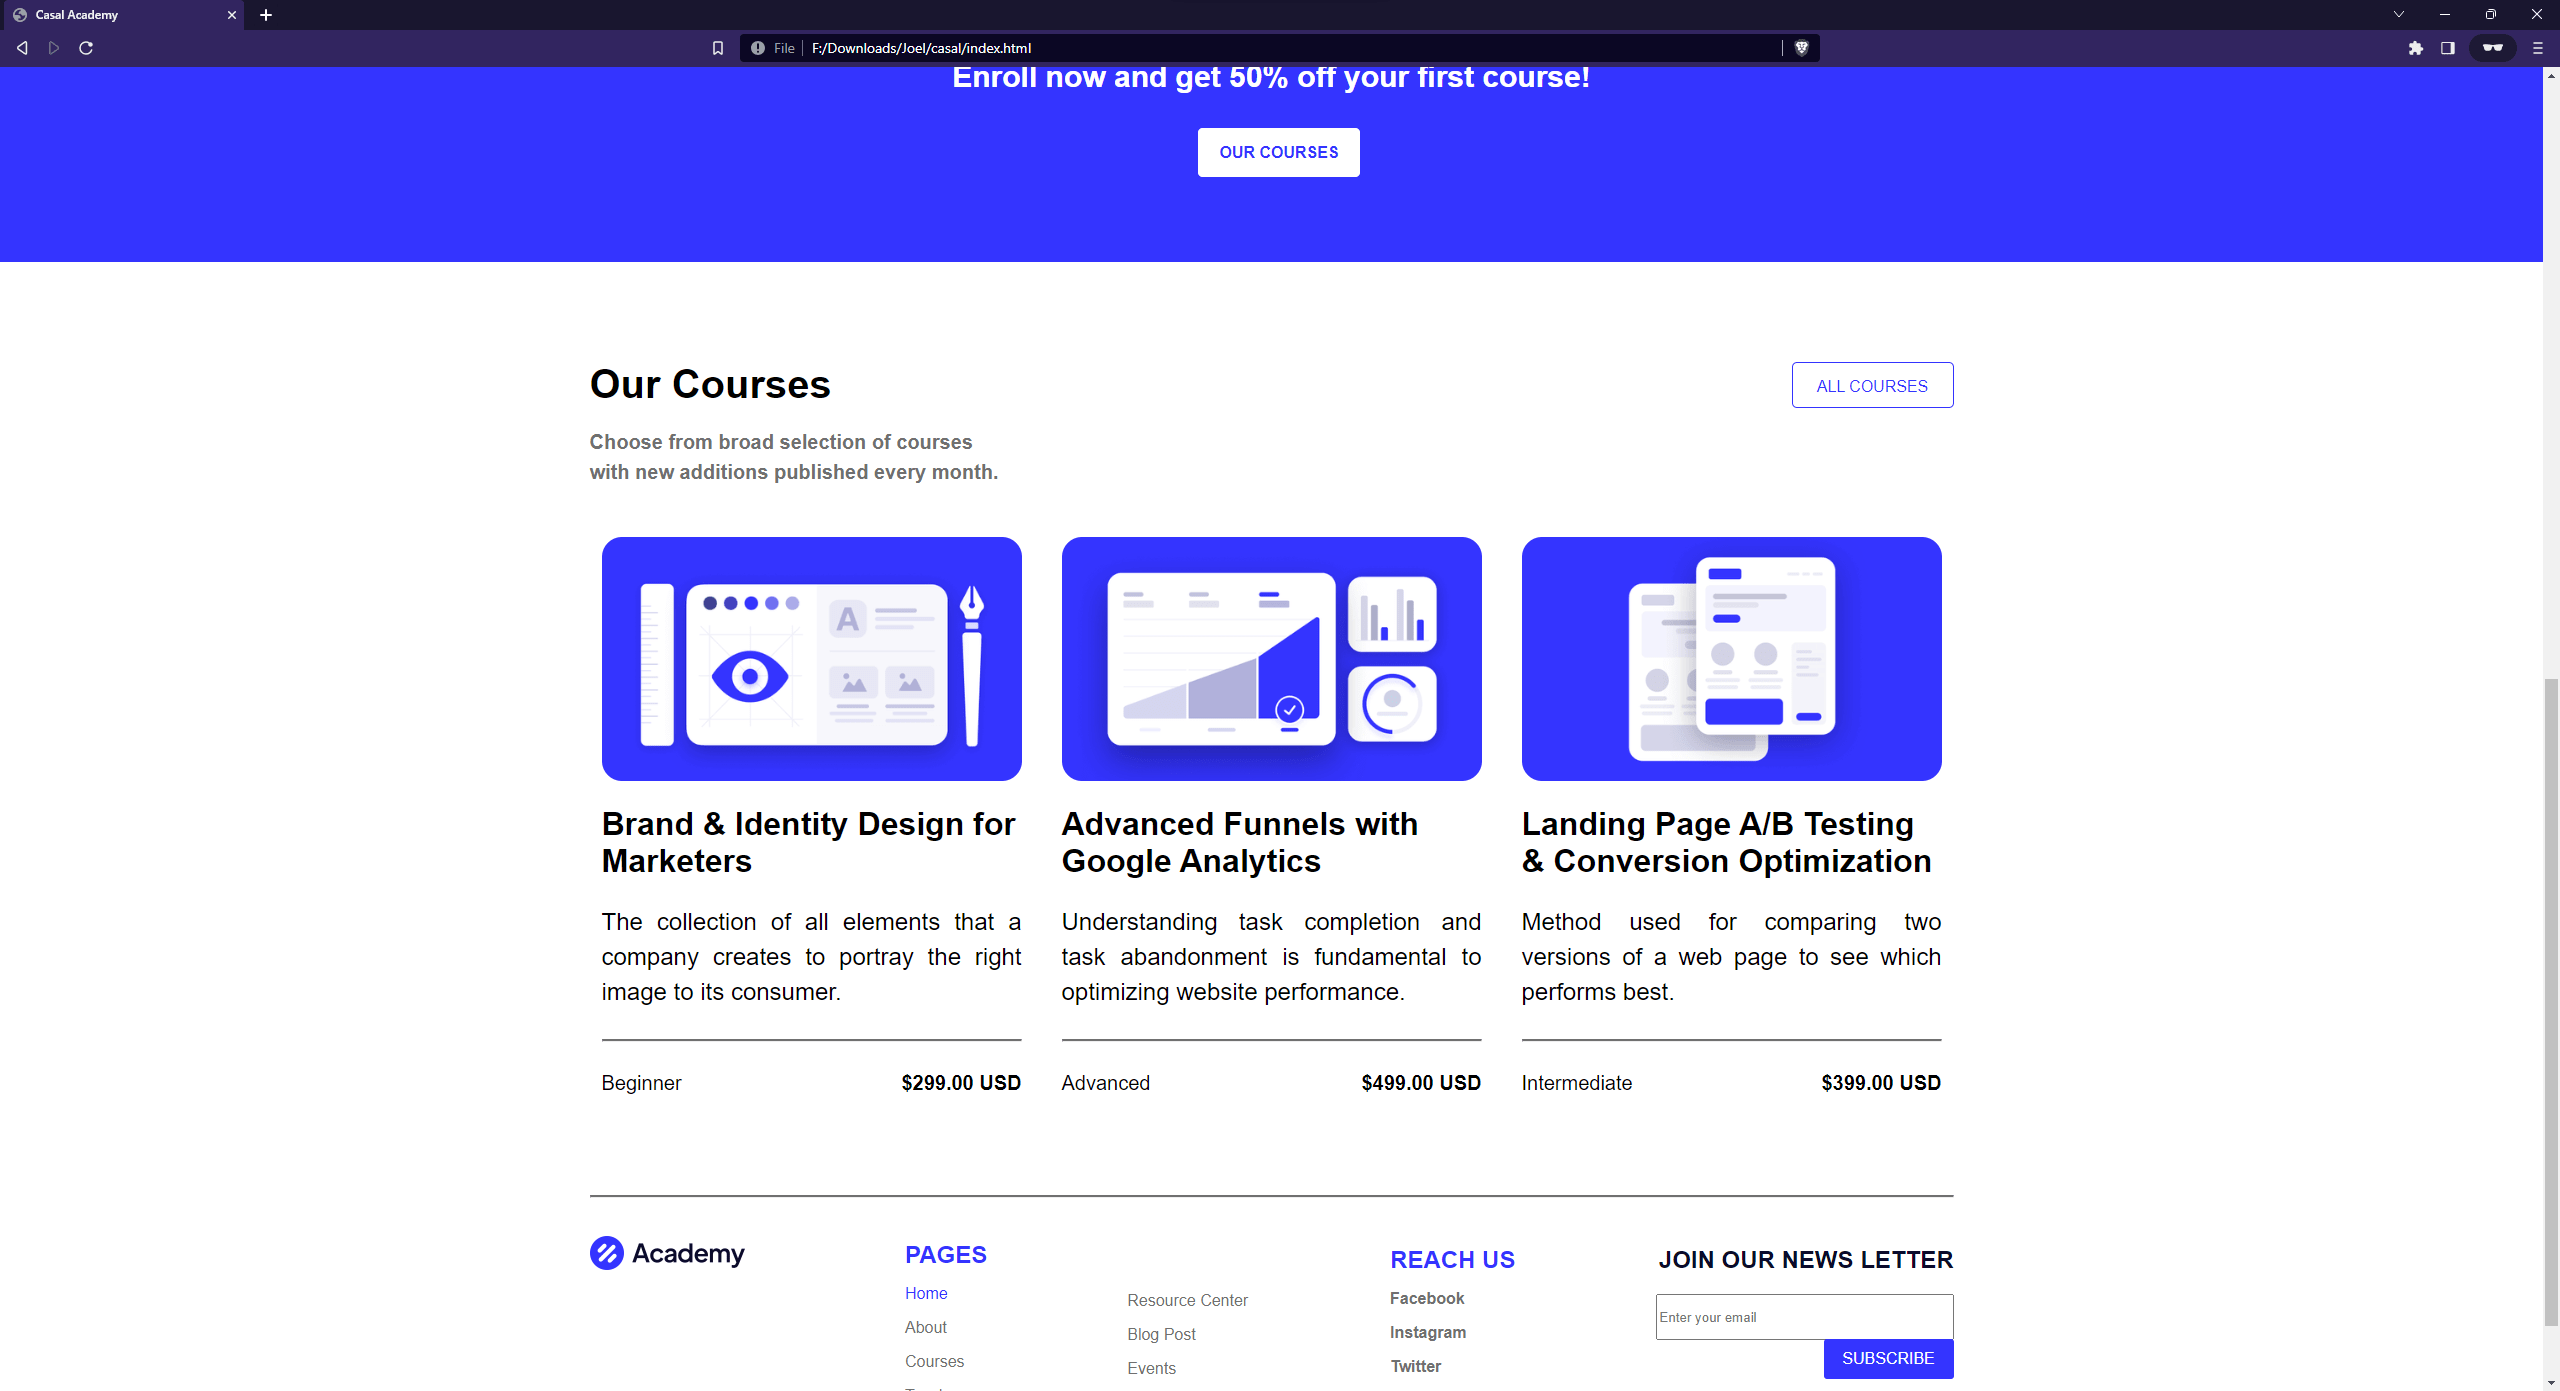 Casal Academy
File
F:/Downloads/Joel/casal/index.html
Enroll now and get 50% off your first course!
OUR COURSES
Our Courses
ALL COURSES
Choose from broad selection of courses
with new additions published every month.
A
Brand & Identity Design for
Marketers
The collection of all elements that a
company creates to portray the right
image to its consumer.
Beginner
$299.00 USD
Advanced Funnels with
Google Analytics
Understanding task completion and
task abandonment is fundamental to
optimizing website performance.
Advanced
$499.00 USD
Landing Page A/B Testing
& Conversion Optimization
Method used for comparing two
versions of a web page to see which
performs best.
Intermediate
$399.00 USD
Academy
PAGES
Home
About
Courses
Resource Center
Blog Post
Events
REACH US
Facebook
Instagram
Twitter
JOIN OUR NEWS LETTER
Enter your email
SUBSCRIBE